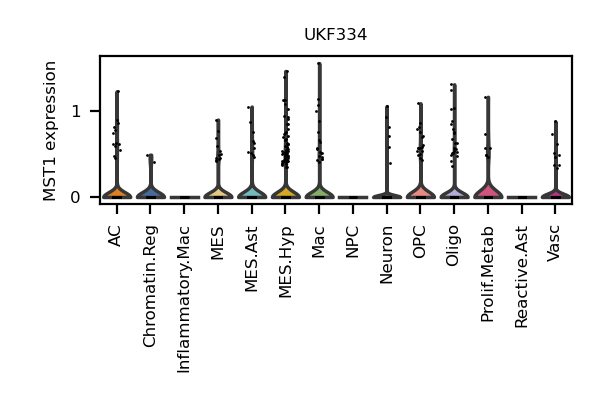 UKF334
MST1 expression
1
0
AC
Chromatin.Reg
Inflammatory.Mac
MES
MES.Ast
MES.Hyp
Mac
NPC
Neuron
OPC
Oligo
Prolif.Metab
Reactive.Ast
Vasc